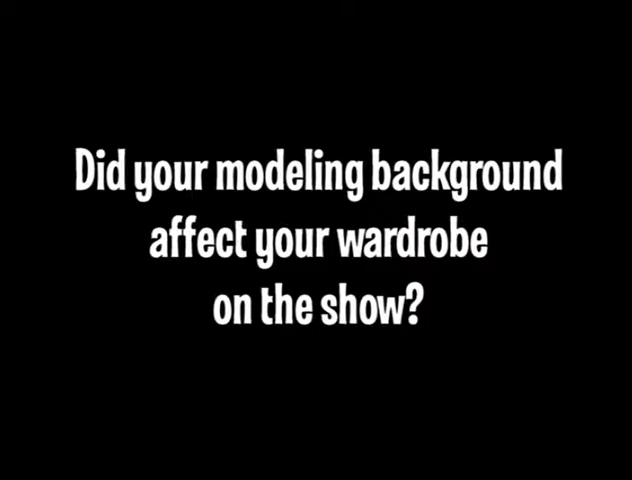 Did your modeling background
affect your wardrobe
on the show?